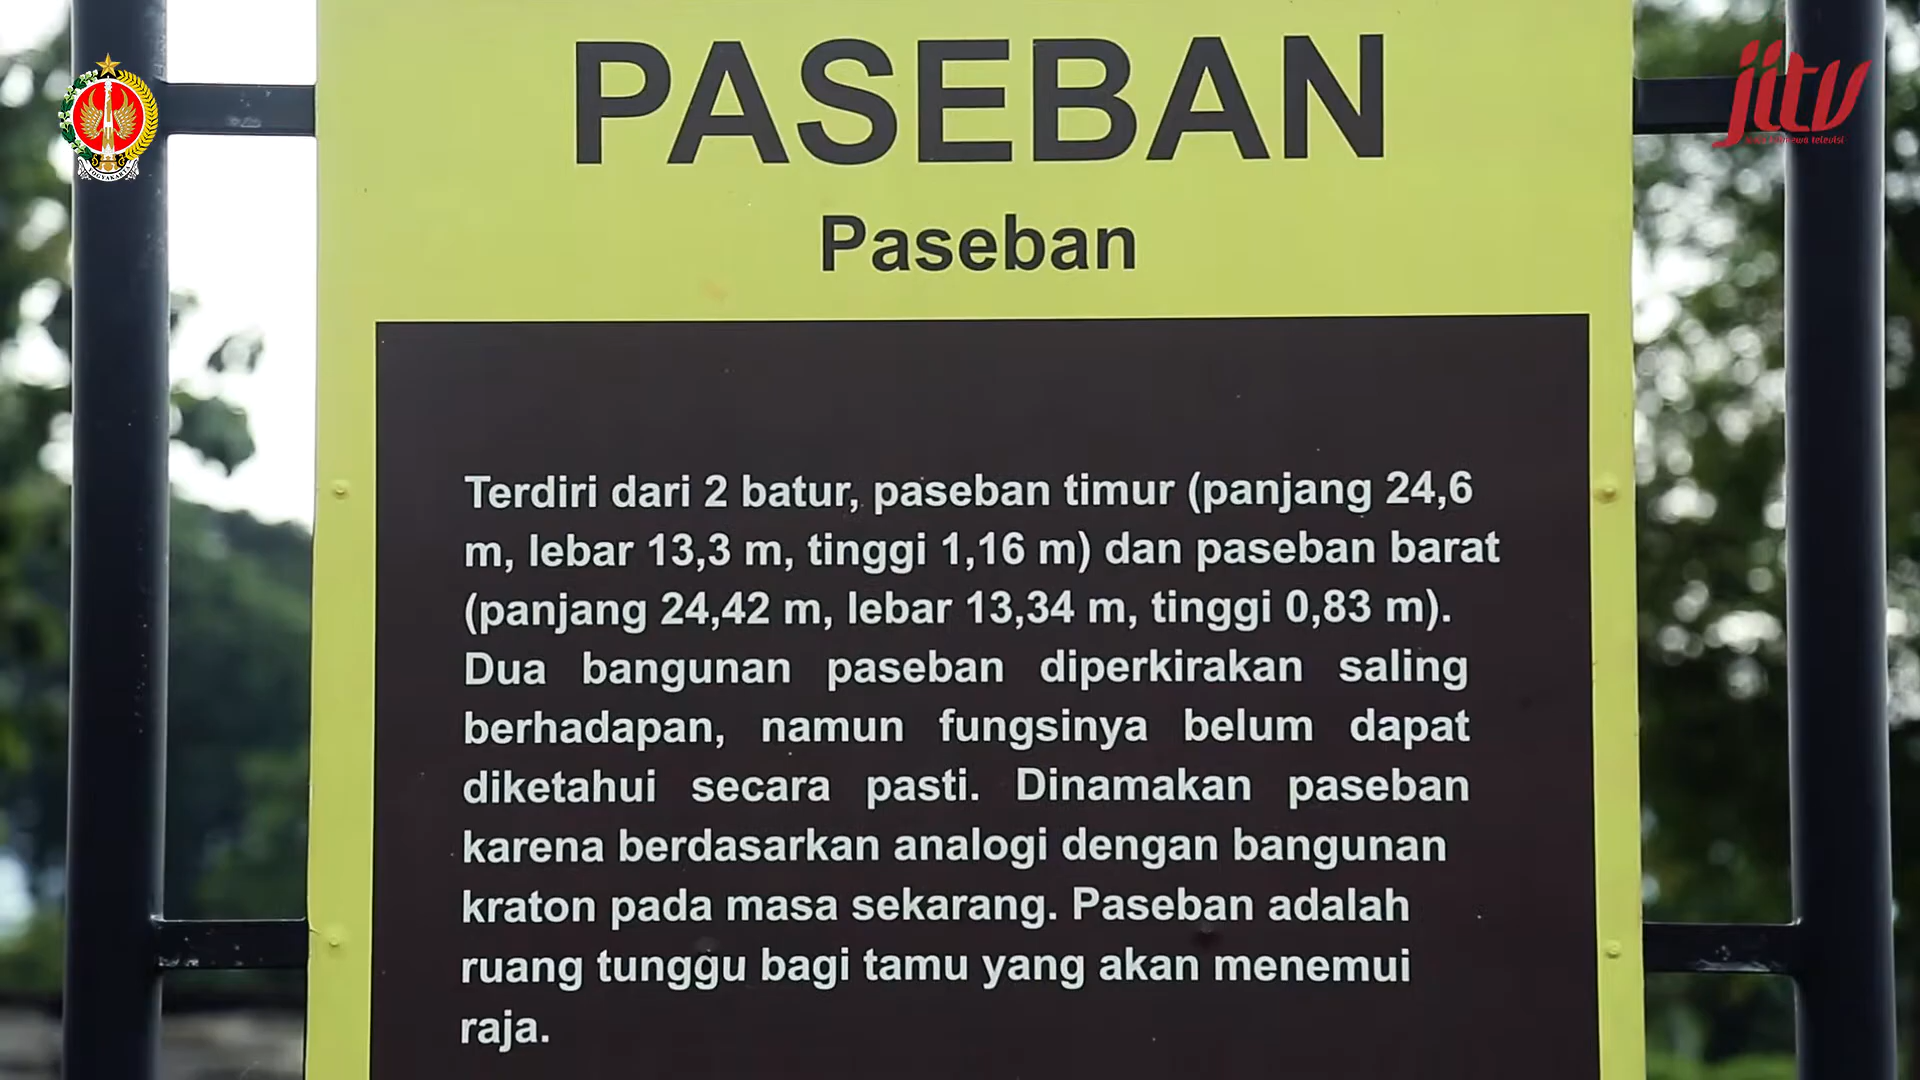 PASEBAN
Paseban
Terdiri dari 2 batur, paseban timur (panjang 24,6
m, lebar 13,3 m, tinggi 1,16 m) dan paseban barat
(panjang 24,42 m, lebar 13,34 m, tinggi 0,83 m).
Dua bangunan paseban diperkirakan saling
berhadapan, namun fungsinya belum dapat
diketahui secara pasti. Dinamakan paseban
karena berdasarkan analogi dengan bangunan
kraton pada masa sekarang. Paseban adalah
ruang tunggu bagi tamu yang akan menemui
raja.
jitv
televisi
YOGYAKARTA